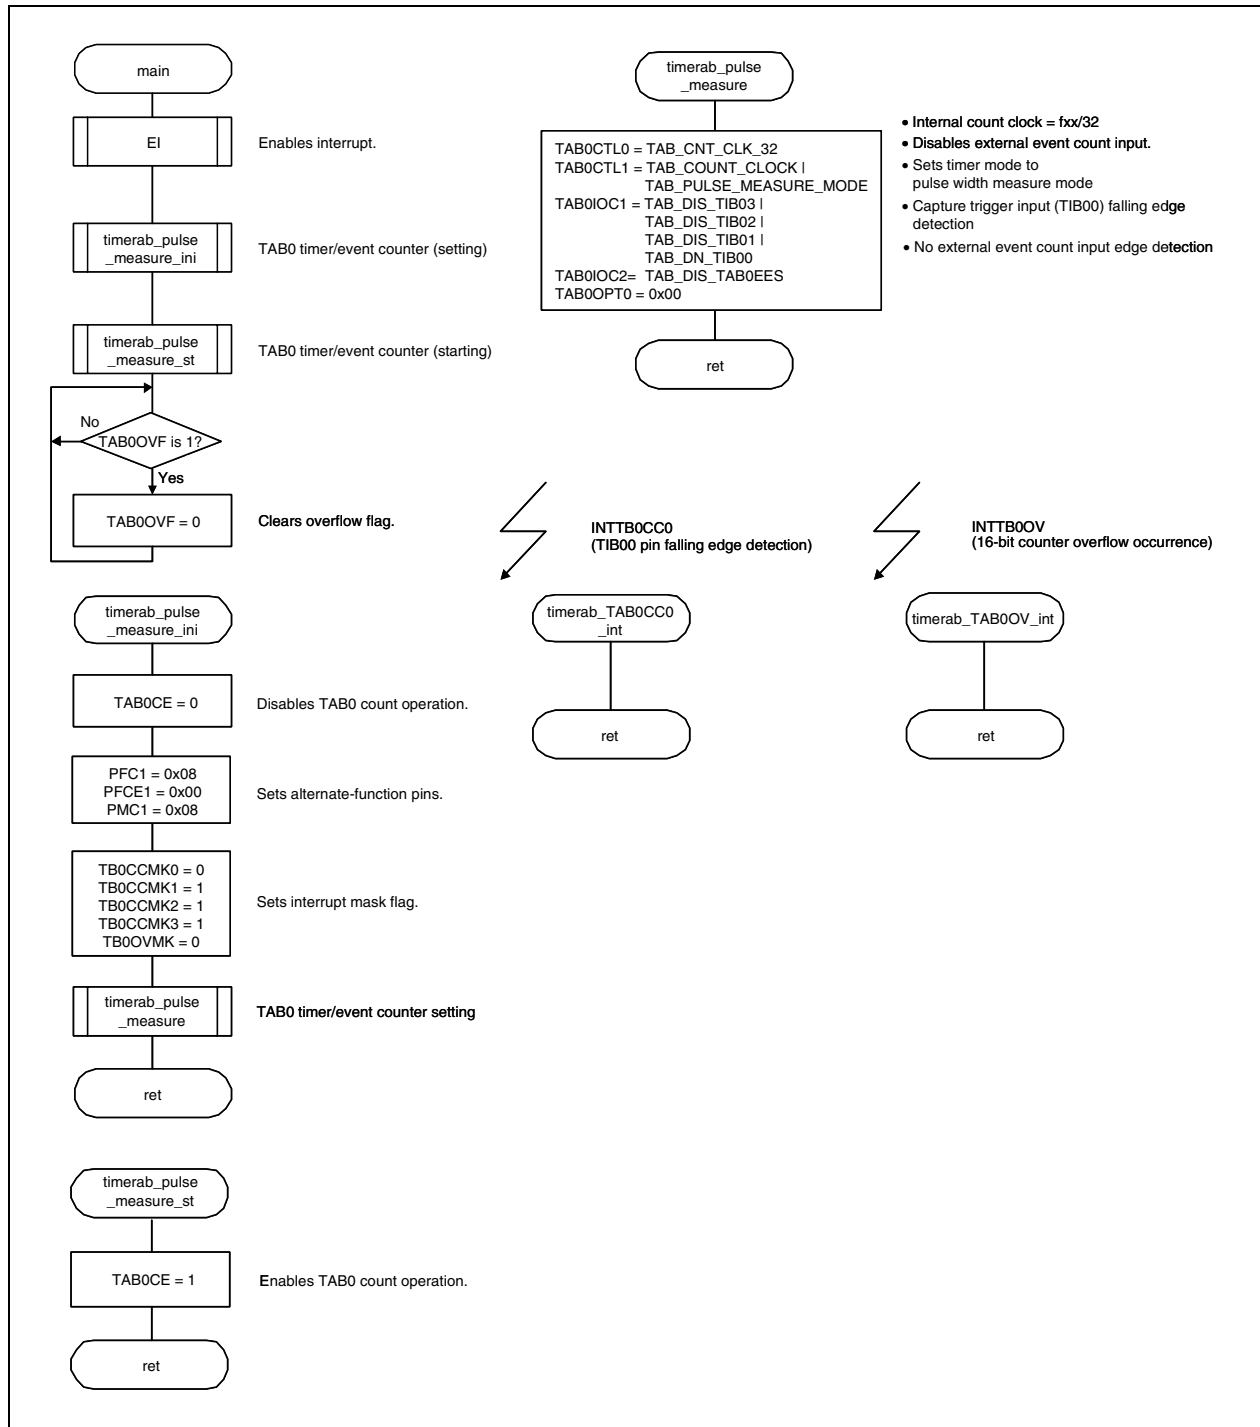 main
EI
Enables interrupt.
timerab_pulse
_measure_ini
TAB0 timer/event counter (setting)
timerab_pulse
_measure_st
TAB0 timer/event counter (starting)
No
TAB0OVF is 1?
Yes
TAB0OVF = 0
Clears overflow flag.
timerab_pulse
_measure
TAB0CTL0 = TAB_CNT_CLK_32
TAB0CTL1 = TAB_COUNT_CLOCK |
TAB_PULSE_MEASURE_MODE
TAB0IOC1 = TAB_DIS_TIB03 |
TAB_DIS_TIB02 |
TAB_DIS_TIB01 |
TAB_DN_TIB00
TAB0IOC2= TAB_DIS_TAB0EES
TAB0OPT0 = 0x00
ret
• Internal count clock = fxx/32
• Disables external event count input.
• Sets timer mode to
pulse width measure mode
• Capture trigger input (TIB00) falling edge
detection
• No external event count input edge detection
INTTB0CC0
(TIB00 pin falling edge detection)
timerab_TAB0CC0
_int
ret
INTTB0OV
(16-bit counter overflow occurrence)
timerab_TAB0OV_int
ret
timerab_pulse
_measure_ini
TAB0CE = 0
Disables TAB0 count operation.
PFC1 = 0x08
PFCE1 = 0x00
PMC1 = 0x08
Sets alternate-function pins.
TB0CCMK0 = 0
TB0CCMK1 = 1
TB0CCMK2 = 1
TB0CCMK3 = 1
TB0OVMK = 0
Sets interrupt mask flag.
timerab_pulse
_measure
TAB0 timer/event counter setting
ret
timerab_pulse
_measure_st
TAB0CE = 1
Enables TAB0 count operation.
ret